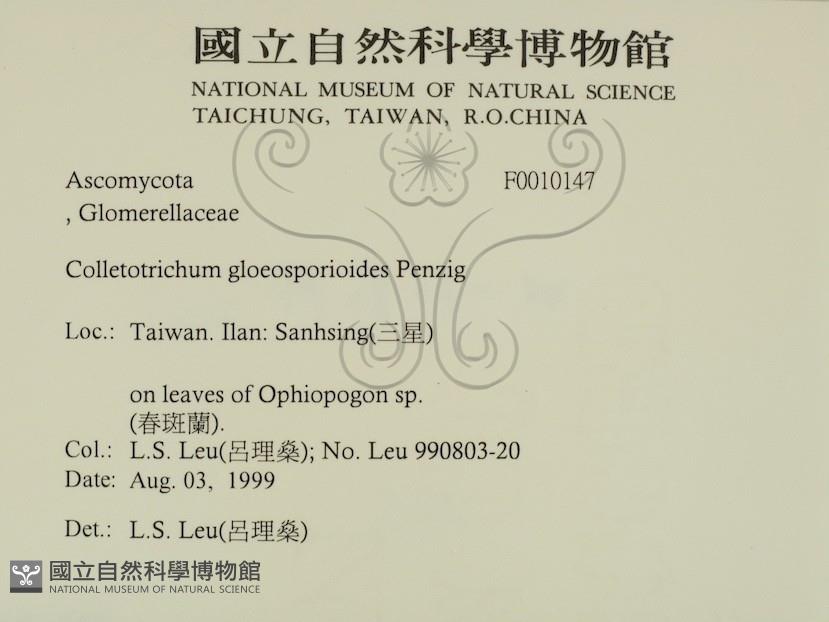 國立自然科學博物館
NATIONAL MUSEUM OF NATURAL SCIENCE
TAICHUNG, TAIWAN, R.O.CHINA
Ascomycota F0010147
, Glomerellaceae
Colletotrichum gloeosporioides Penzig
Loc.: Taiwan. Ilan: Sanhsing(三星)
on leaves of Ophiopogon sp.
(春斑蘭).
Col.: L.S. Leu(呂理燊); No. Leu 990803-20
Date: Aug. 03, 1999
Det.: L.S. Leu(呂理燊)
國立自然科學博物館
NATIONAL MUSEUM OF NATURAL SCIENCE